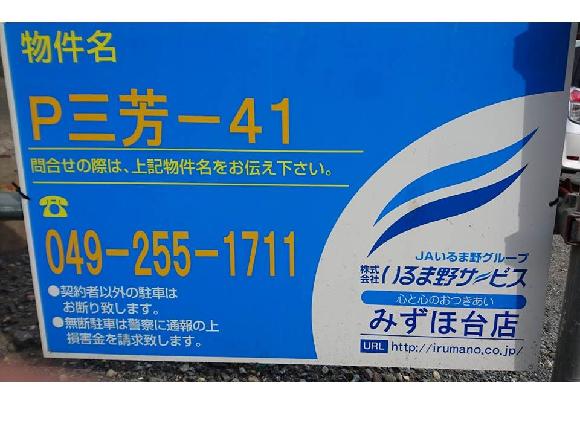 物件名
P三芳－41
問合せの際は、上記物件名をお伝え下さい。
☎
049－255－1711
●契約者以外の駐車は
お断り致します。
●無断駐車は警察に通報の上
損害金を請求致します。
JAいるま野グループ
株式会社いるま野サービス
心と心のおつきあい
みずほ台店
URL http://irumano.co.jp/